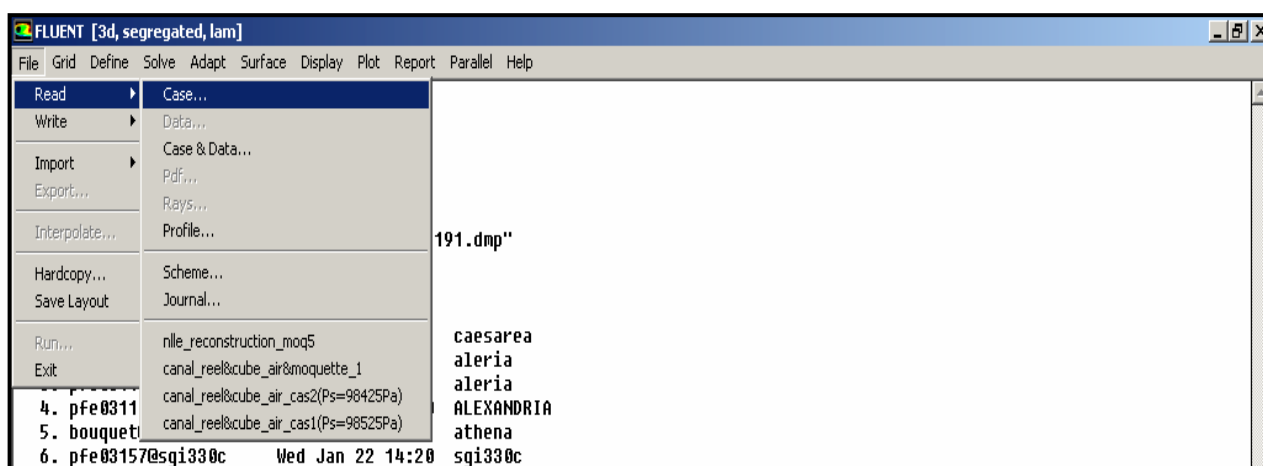 FLUENT [3d, segregated, lam]
File Grid Define Solve Adapt Surface Display Plot Report Parallel Help
Read
Write
Import
Export...
Interpolate...
Hardcopy...
Save Layout
Run...
Exit
Case...
Data...
Case & Data...
Pdf...
Rays...
Profile...
Scheme...
Journal...
nlle_reconstruction_moq5
canal_reel&cube_air&moquette_1
canal_reel&cube_air_cas2(Ps=98425Pa)
canal_reel&cube_air_cas1(Ps=98525Pa)
191.dmp"
caesarea
aleria
aleria
4. pfe0311 ALEXANDRIA
5. bouquet athena
6. pfe03157@sqi330c Wed Jan 22 14:20 sqi330c